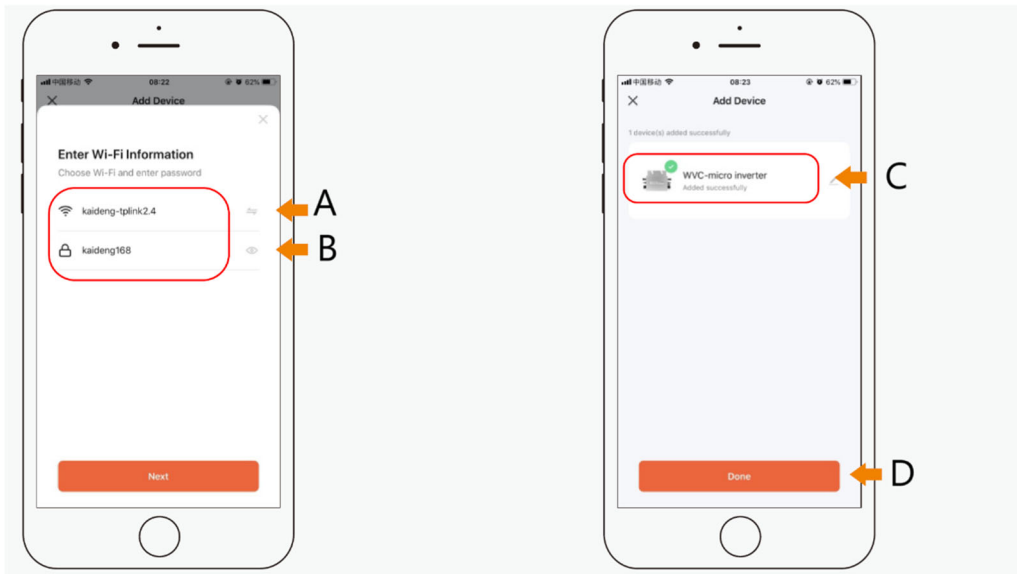 中国移动 08:22 62%
Add Device
Enter Wi-Fi Information
Choose Wi-Fi and enter password
kaideng-tplink2.4
A
kaideng168
B
Next
中国移动 08:23 62%
Add Device
1 device(s) added successfully
WVC-micro inverter
Added successfully
C
Done
D